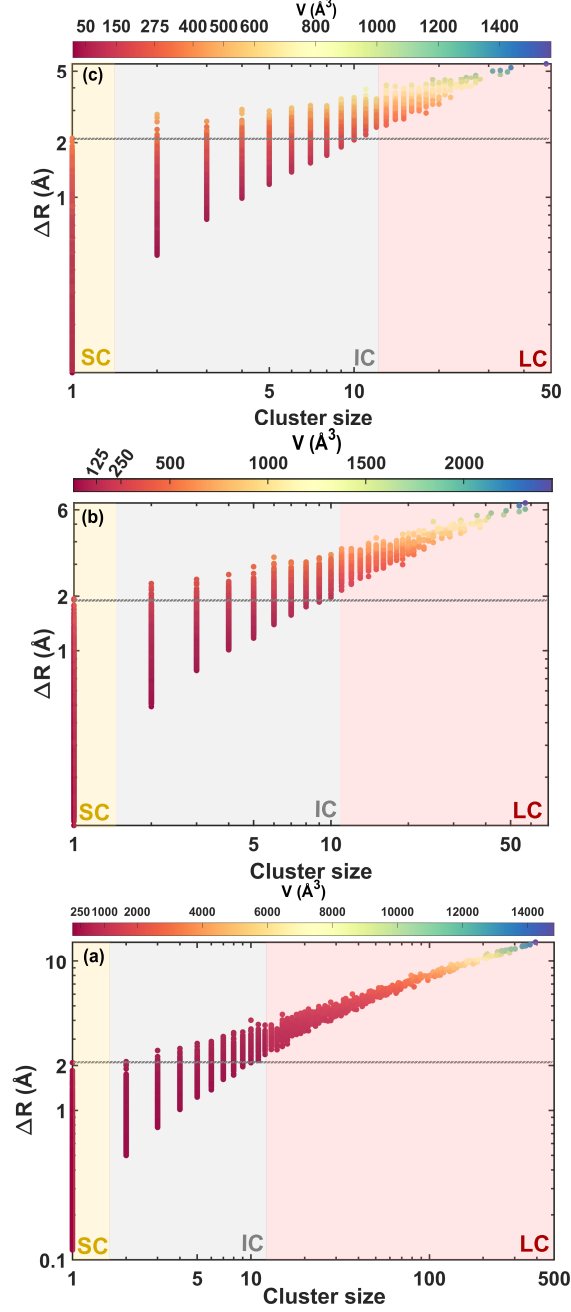 V (Å³)
50 150 275 400 500 600 800 1000 1200 1400
(c)
5
2
1
ΔR (Å)
SC IC LC
1 5 10 50
Cluster size
V (Å³)
125 250 500 1000 1500 2000
(b)
6
2
1
ΔR (Å)
SC IC LC
1 5 10 50
Cluster size
V (Å³)
250 1000 2000 4000 6000 8000 10000 12000 14000
(a)
10
2
1
0.1
ΔR (Å)
SC IC LC
1 5 10 100 500
Cluster size